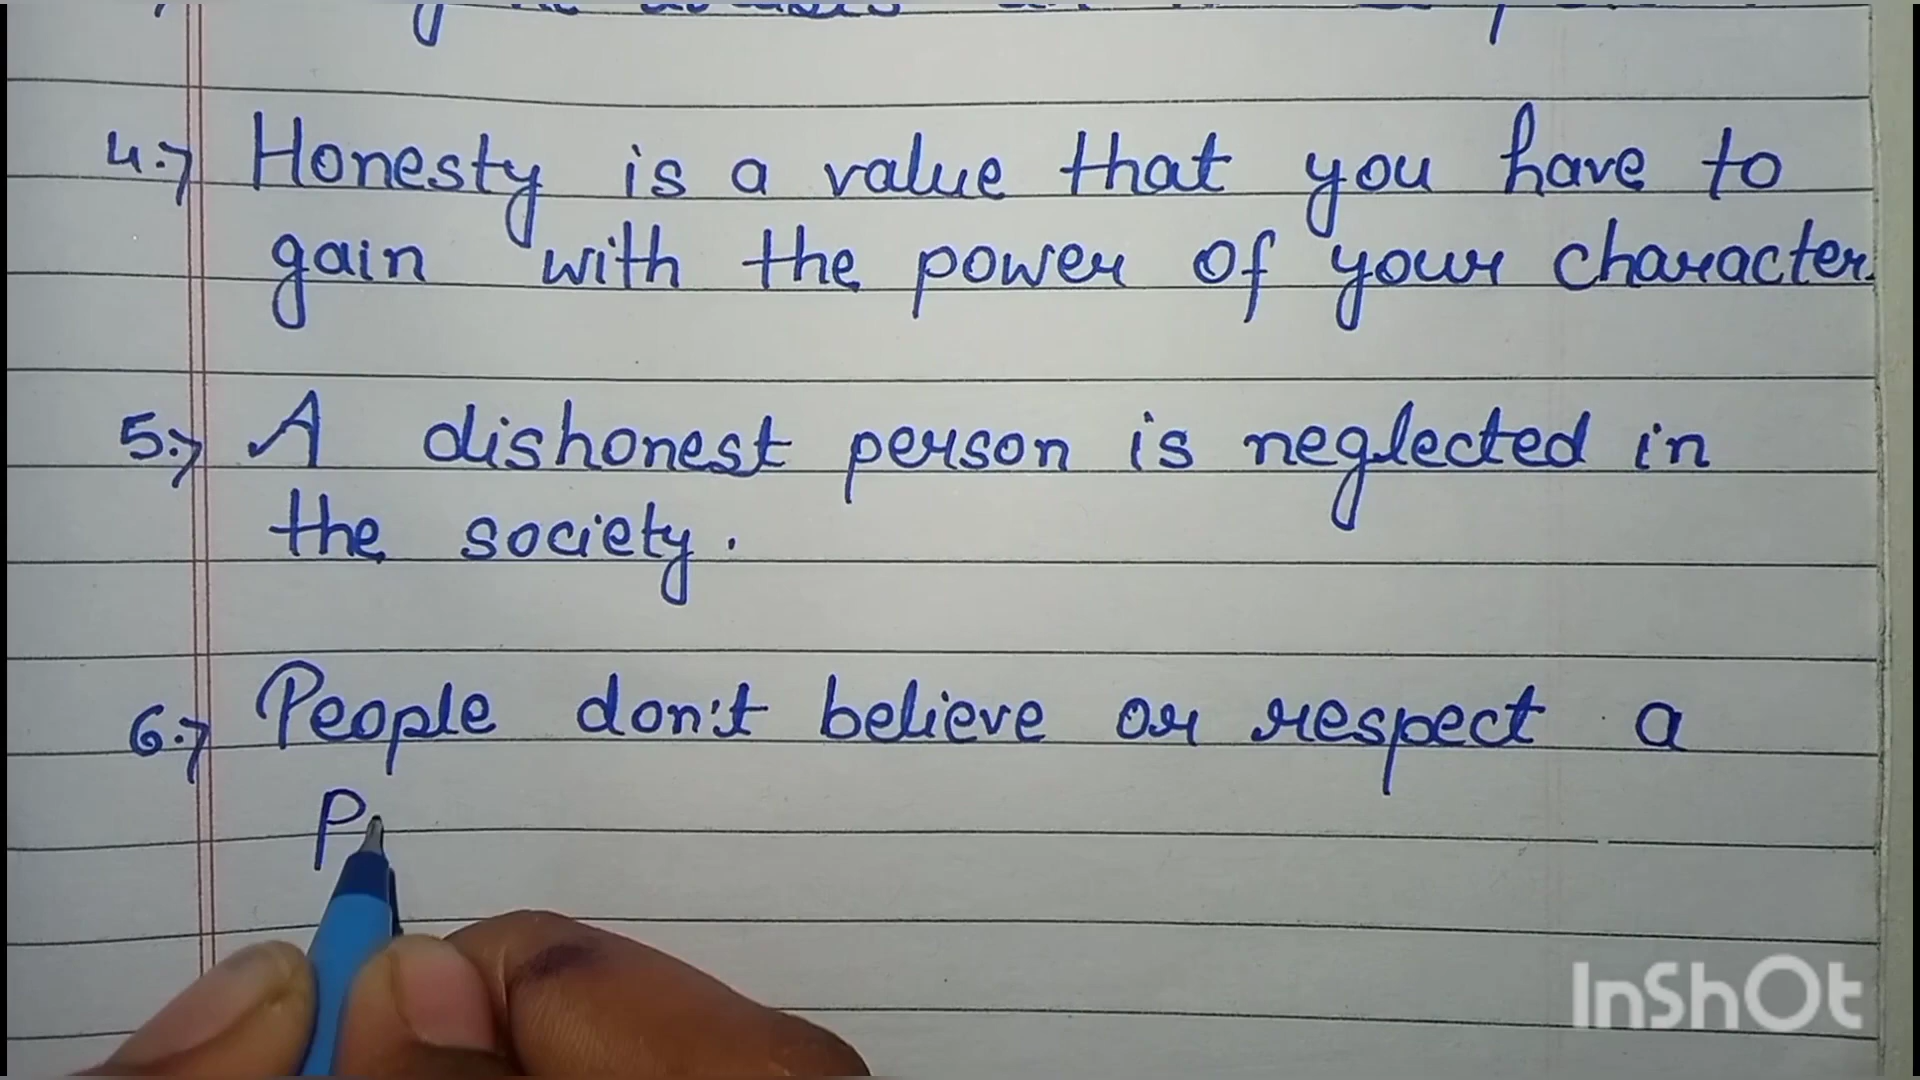 4.) Honesty is a value that you have to
gain with the power of your character.
5.) A dishonest person is neglected in
the society.
6.) People don't believe or respect a
P
InShOt